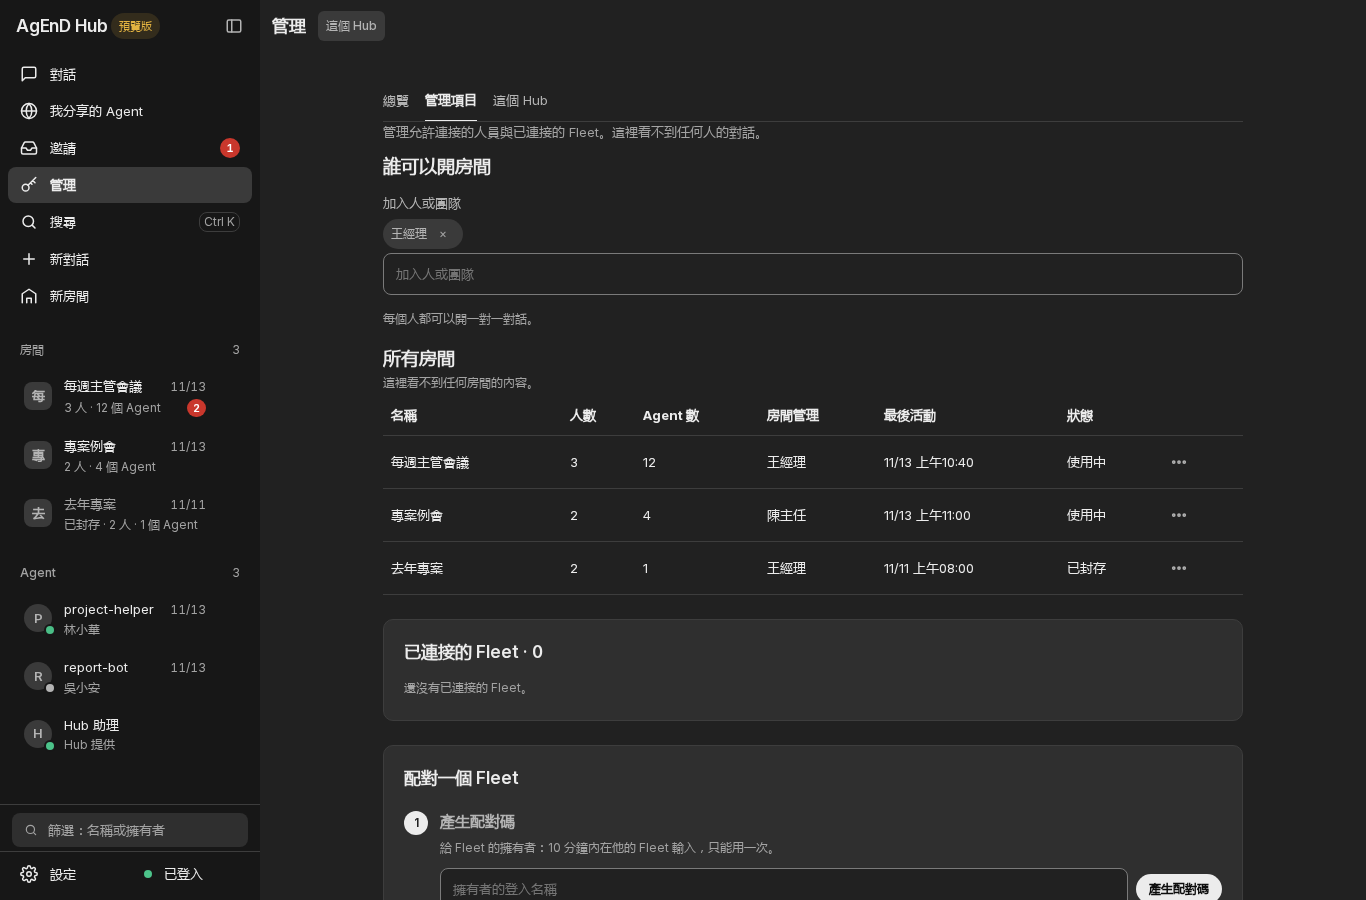 AgEnD Hub 預覽版
對話
我分享的 Agent
邀請 1
管理
搜尋 Ctrl K
新對話
新房間
房間 3
每 每週主管會議 11/13
3 人 · 12 個 Agent 2
專 專案例會 11/13
2 人 · 4 個 Agent
去 去年專案 11/11
已封存 · 2 人 · 1 個 Agent
Agent 3
P project-helper 11/13
林小華
R report-bot 11/13
吳小安
H Hub 助理
Hub 提供
篩選：名稱或擁有者
設定 已登入
管理 這個 Hub
總覽 管理項目 這個 Hub
管理允許連接的人員與已連接的 Fleet。這裡看不到任何人的對話。
誰可以開房間
加入人或團隊
王經理 ×
加入人或團隊
每個人都可以開一對一對話。
所有房間
這裡看不到任何房間的內容。
名稱 人數 Agent 數 房間管理 最後活動 狀態
每週主管會議 3 12 王經理 11/13 上午10:40 使用中
專案例會 2 4 陳主任 11/13 上午11:00 使用中
去年專案 2 1 王經理 11/11 上午08:00 已封存
已連接的 Fleet · 0
還沒有已連接的 Fleet。
配對一個 Fleet
1 產生配對碼
給 Fleet 的擁有者：10 分鐘內在他的 Fleet 輸入，只能用一次。
擁有者的登入名稱 產生配對碼